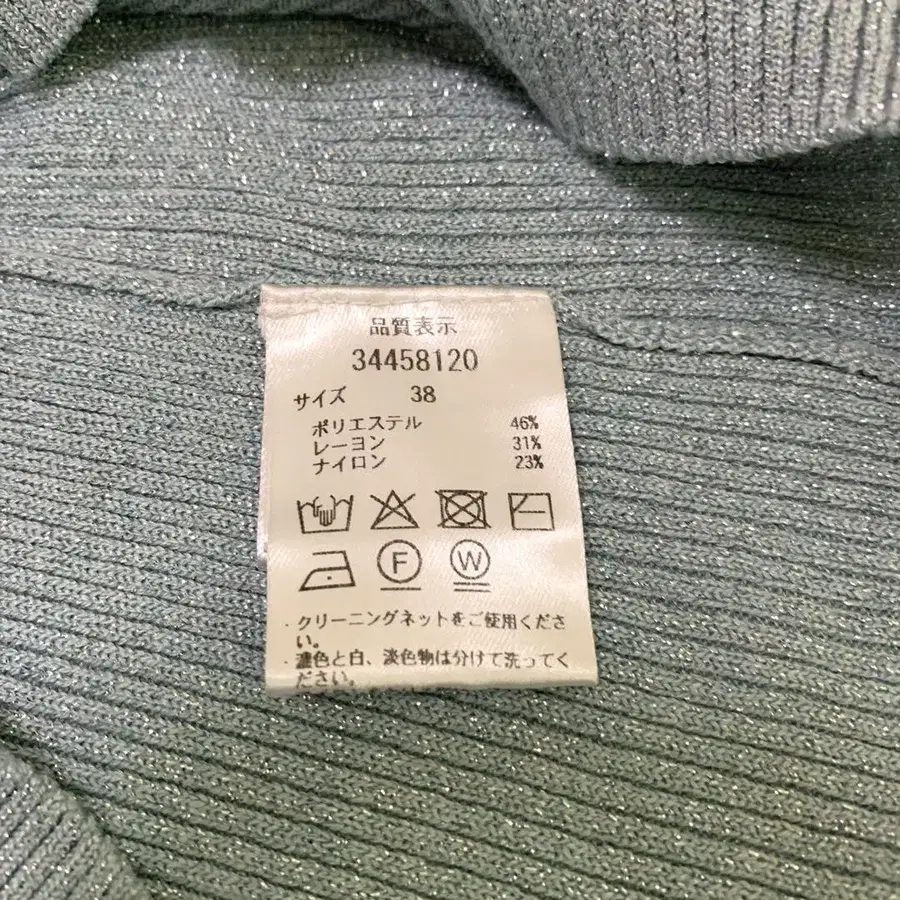 品質表示
34458120
サイズ 38
ポリエステル 46%
レーヨン 31%
ナイロン 23%
F W
・クリーニングネットをご使用くださ
い。
・濃色と白、淡色物は分けて洗ってく
ださい。